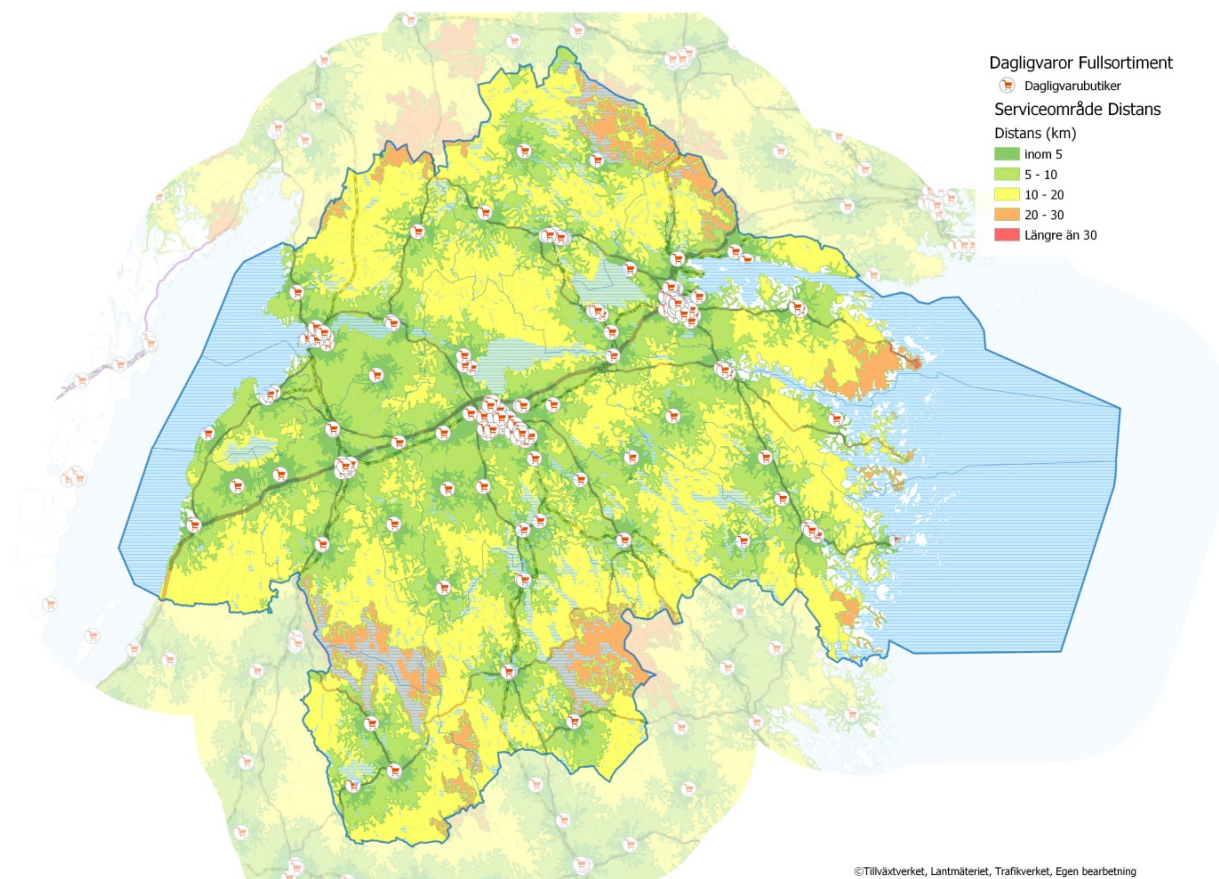 Dagligvaror Fullsortiment
Dagligvarubutiker
Serviceområde Distans
Distans (km)
inom 5
5 - 10
10 - 20
20 - 30
Längre än 30
©Tillväxtverket, Lantmäteriet, Trafikverket, Egen bearbetning